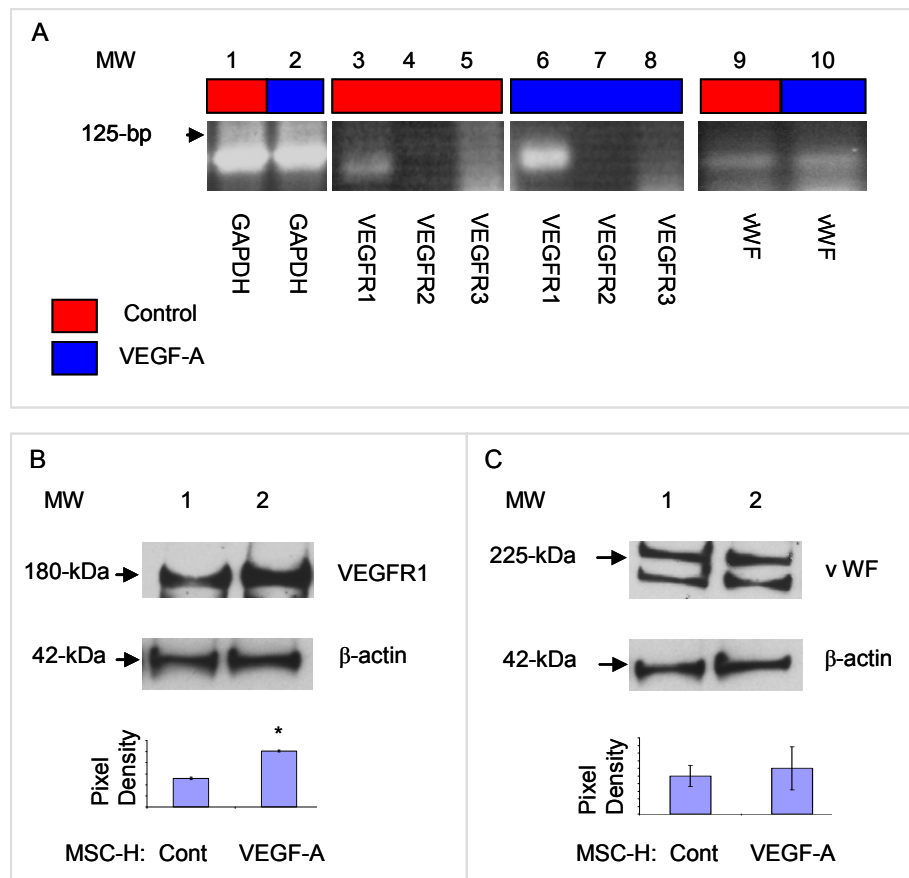 A
MW 1 2 3 4 5 6 7 8 9 10
125-bp
GAPDH GAPDH VEGFR1 VEGFR2 VEGFR3 VEGFR1 VEGFR2 VEGFR3 vWF vWF
Control
VEGF-A
B
MW 1 2
180-kDa VEGFR1
42-kDa β-actin
*
Pixel
Density
MSC-H: Cont VEGF-A
C
MW 1 2
225-kDa v WF
42-kDa β-actin
Pixel
Density
MSC-H: Cont VEGF-A